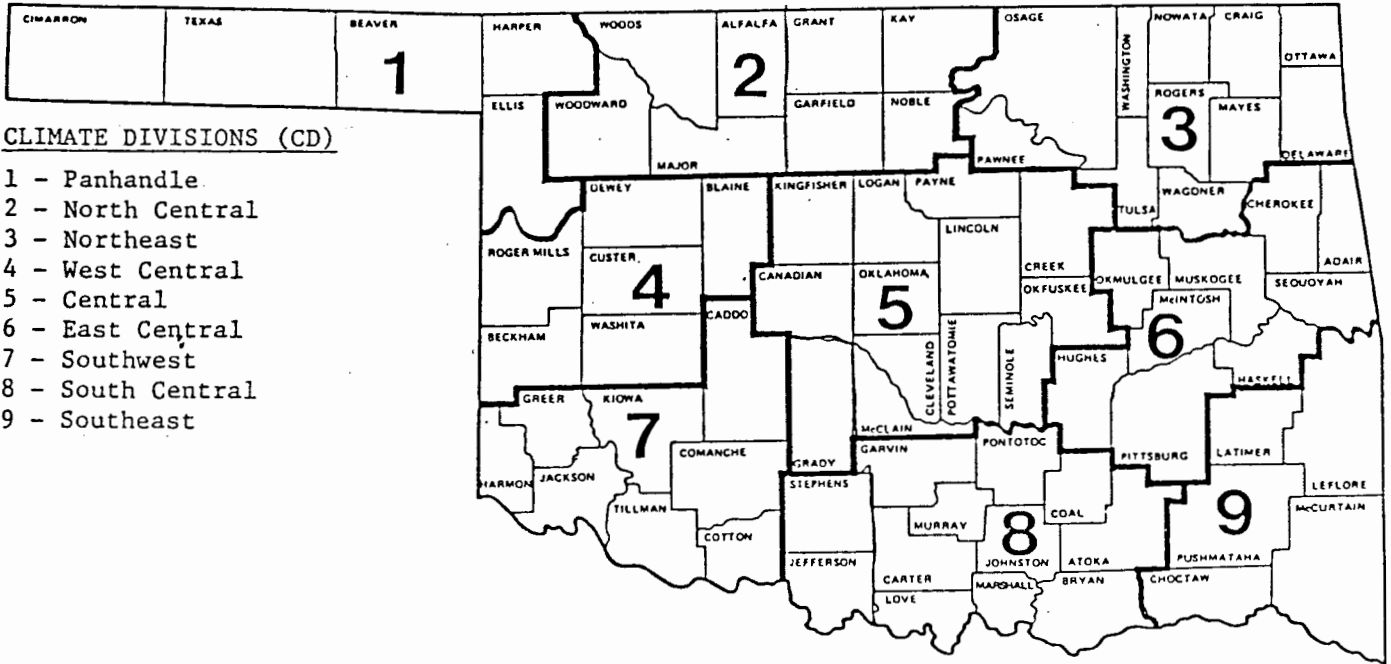 CIMARRON
TEXAS
BEAVER
HARPER
WOODS
ALFALFA
GRANT
KAY
OSAGE
WASHINGTON
NOWATA
CRAIG
OTTAWA
1
2
3
ELLIS
WOODWARD
GARFIELD
NOBLE
ROGERS
MAYES
MAJOR
PAWNEE
DELAWARE
CLIMATE DIVISIONS (CD)
1 - Panhandle
2 - North Central
3 - Northeast
4 - West Central
5 - Central
6 - East Central
7 - Southwest
8 - South Central
9 - Southeast
DEWEY
BLAINE
KINGFISHER
LOGAN
PAYNE
TULSA
WAGONER
CHEROKEE
LINCOLN
ROGER MILLS
CUSTER
4
CANADIAN
OKLAHOMA
5
CREEK
OKFUSKEE
OKMULGEE
MUSKOGEE
ADAIR
SEQUOYAH
McINTOSH
6
BECKHAM
WASHITA
CADDO
CLEVELAND
POTTAWATOMIE
SEMINOLE
HUGHES
HASKELL
GREER
KIOWA
7
McCLAIN
GARVIN
PONTOTOC
PITTSBURG
LATIMER
LEFLORE
HARMON
JACKSON
COMANCHE
GRADY
STEPHENS
TILLMAN
COTTON
MURRAY
8
COAL
9
McCURTAIN
JEFFERSON
JOHNSTON
ATOKA
PUSHMATAHA
CARTER
MARSHALL
BRYAN
CHOCTAW
LOVE